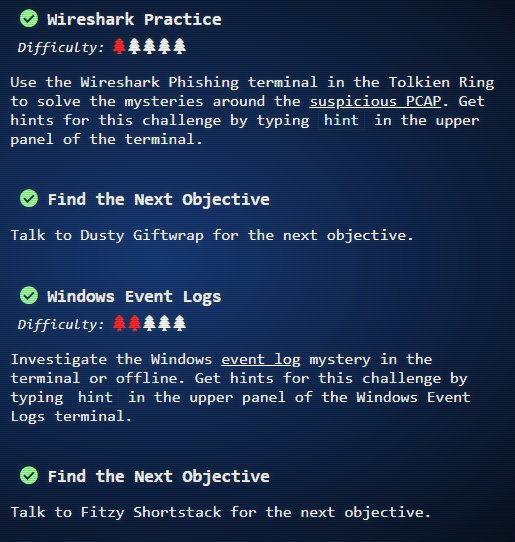 Wireshark Practice
Difficulty:
Use the Wireshark Phishing terminal in the Tolkien Ring
to solve the mysteries around the suspicious PCAP. Get
hints for this challenge by typing hint in the upper
panel of the terminal.
Find the Next Objective
Talk to Dusty Giftwrap for the next objective.
Windows Event Logs
Difficulty:
Investigate the Windows event log mystery in the
terminal or offline. Get hints for this challenge by
typing hint in the upper panel of the Windows Event
Logs terminal.
Find the Next Objective
Talk to Fitzy Shortstack for the next objective.